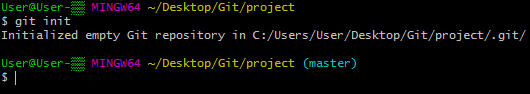 User@User-▒▒ MINGW64 ~/Desktop/Git/project
$ git init
Initialized empty Git repository in C:/Users/User/Desktop/Git/project/.git/
User@User-▒▒ MINGW64 ~/Desktop/Git/project (master)
$